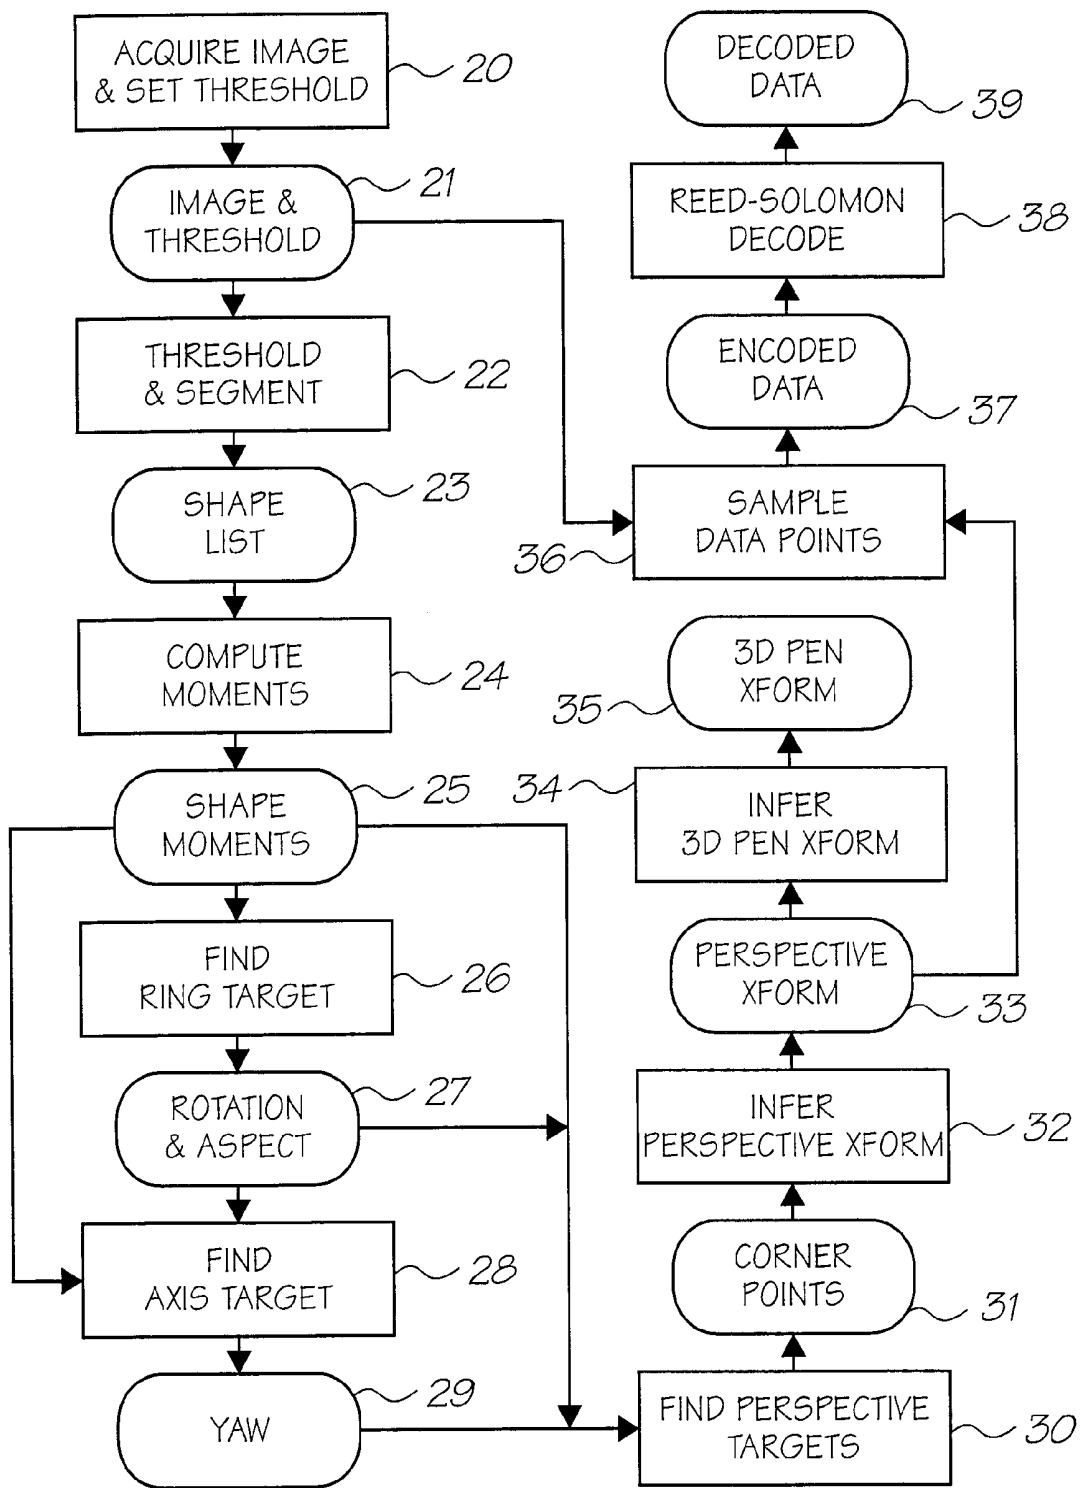 ACQUIRE IMAGE
& SET THRESHOLD
20
IMAGE &
THRESHOLD
21
THRESHOLD
& SEGMENT
22
SHAPE
LIST
23
COMPUTE
MOMENTS
24
SHAPE
MOMENTS
25
FIND
RING TARGET
26
ROTATION
& ASPECT
27
FIND
AXIS TARGET
28
YAW
29
FIND PERSPECTIVE
TARGETS
30
CORNER
POINTS
31
INFER
PERSPECTIVE XFORM
32
PERSPECTIVE
XFORM
33
INFER
3D PEN XFORM
34
3D PEN
XFORM
35
SAMPLE
DATA POINTS
36
ENCODED
DATA
37
REED-SOLOMON
DECODE
38
DECODED
DATA
39